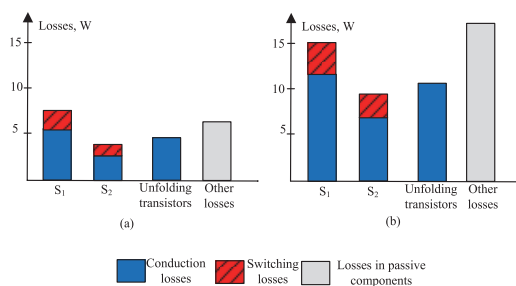 Losses, W
15
10
5
S1
S2
Unfolding
transistors
Other
losses
(a)
Losses, W
15
10
5
S1
S2
Unfolding
transistors
Other
losses
(b)
Conduction
losses
Switching
losses
Losses in passive
components